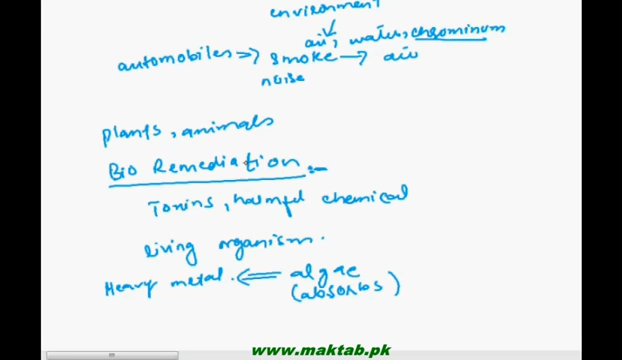 environment
air, water, chrominum
automobiles => smoke → air
noise
plants, animals
Bio Remediation :-
Toxins, harmful chemical
living organism.
Heavy metal. <= algae
(absorbs)
www.maktab.pk